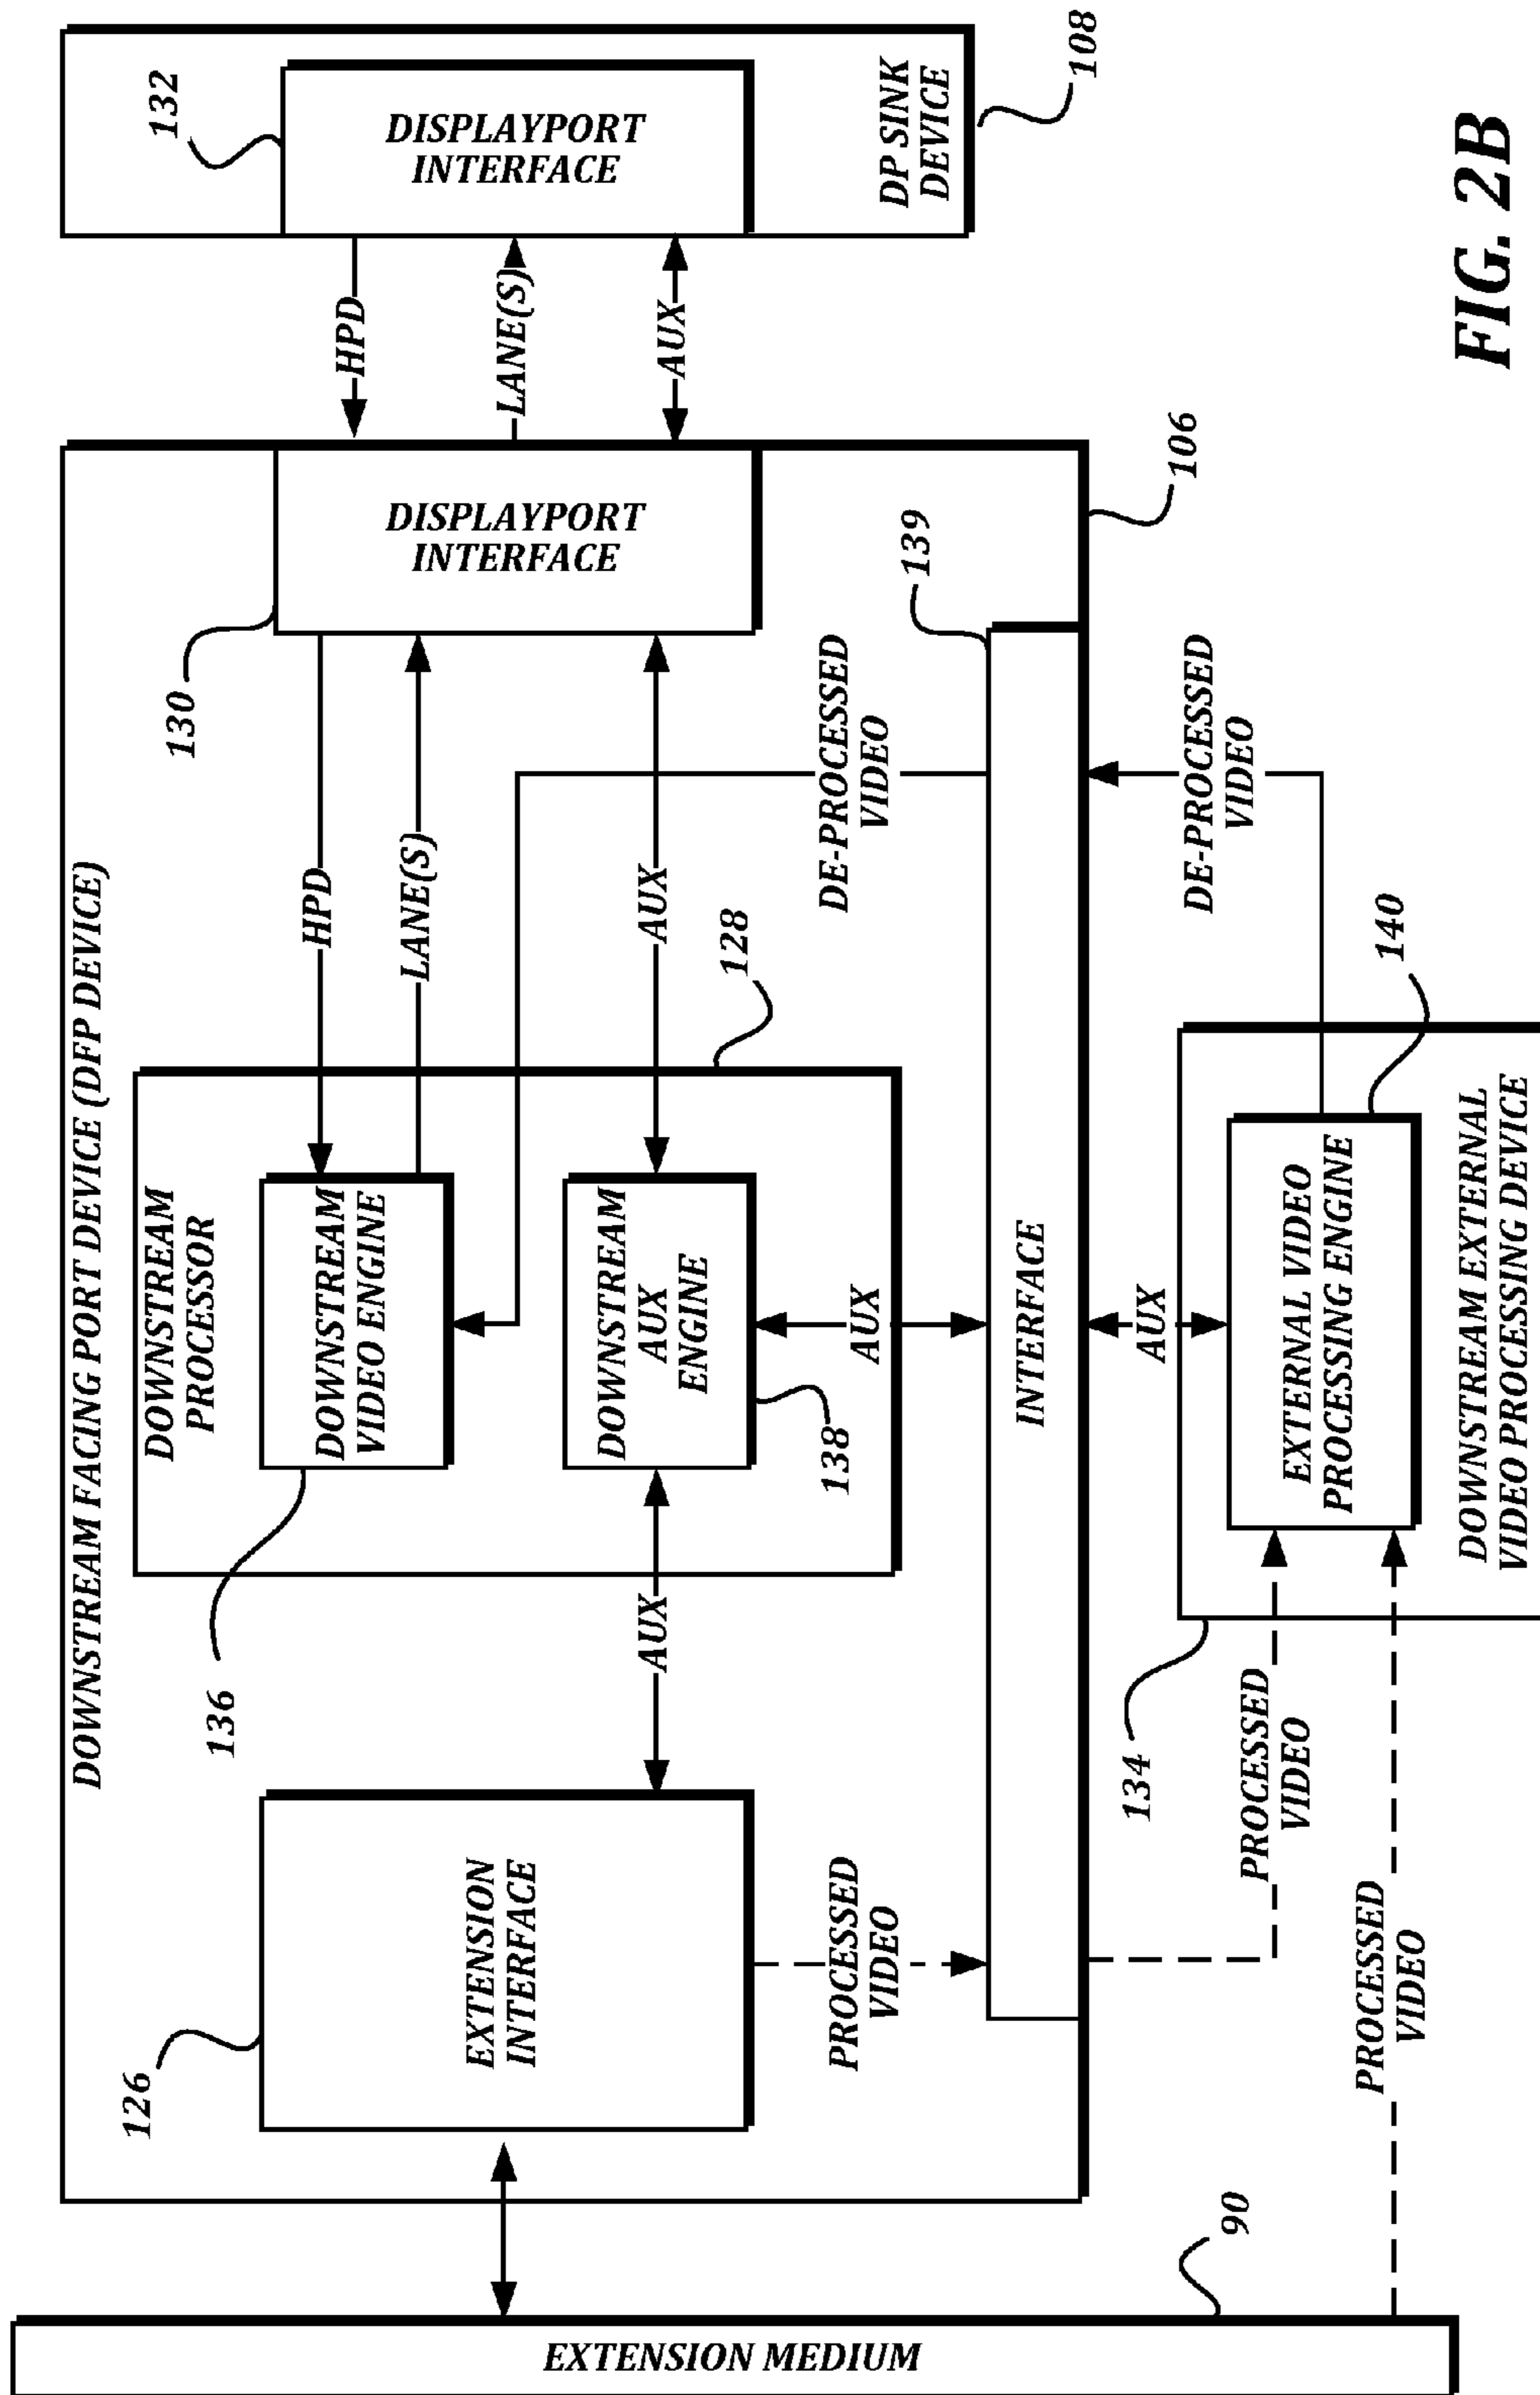 DOWNSTREAM FACING PORT DEVICE (DFP DEVICE)
126
EXTENSION
INTERFACE
136
DOWNSTREAM
PROCESSOR
DOWNSTREAM
VIDEO ENGINE
HPD
LANE(S)
130
DISPLAYPORT
INTERFACE
HPD
LANE(S)
AUX
132
DISPLAYPORT
INTERFACE
DP SINK
DEVICE
108
AUX
DOWNSTREAM
AUX
ENGINE
138
AUX
128
AUX
DE-PROCESSED
VIDEO
139
106
PROCESSED
VIDEO
INTERFACE
EXTENSION MEDIUM
90
PROCESSED
VIDEO
PROCESSED
VIDEO
134
AUX
EXTERNAL VIDEO
PROCESSING ENGINE
140
DE-PROCESSED
VIDEO
DOWNSTREAM EXTERNAL
VIDEO PROCESSING DEVICE
FIG. 2B